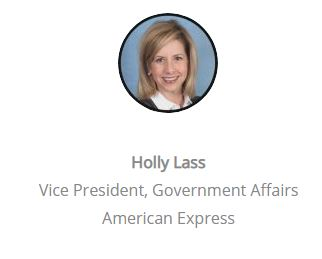 Holly Lass
Vice President, Government Affairs
American Express